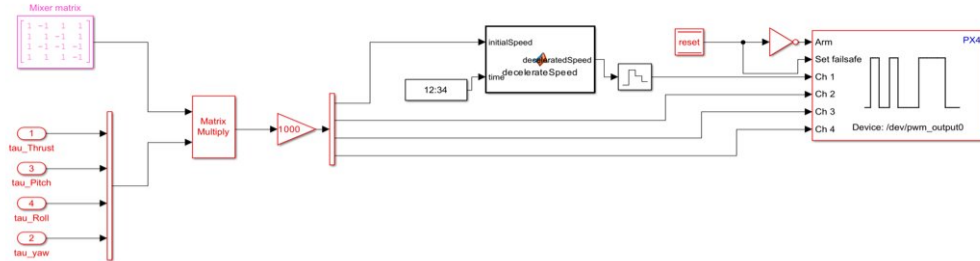 Mixer matrix
1 -1 1 1
1 1 -1 1
1 -1 -1 -1
1 1 1 -1
1
tau_Thrust
3
tau_Pitch
4
tau_Roll
2
tau_yaw
Matrix
Multiply
1000
initialSpeed
deceleratedSpeed
time
decelerateSpeed
12:34
reset
PX4
Arm
Set failsafe
Ch 1
Ch 2
Ch 3
Ch 4
Device: /dev/pwm_output0